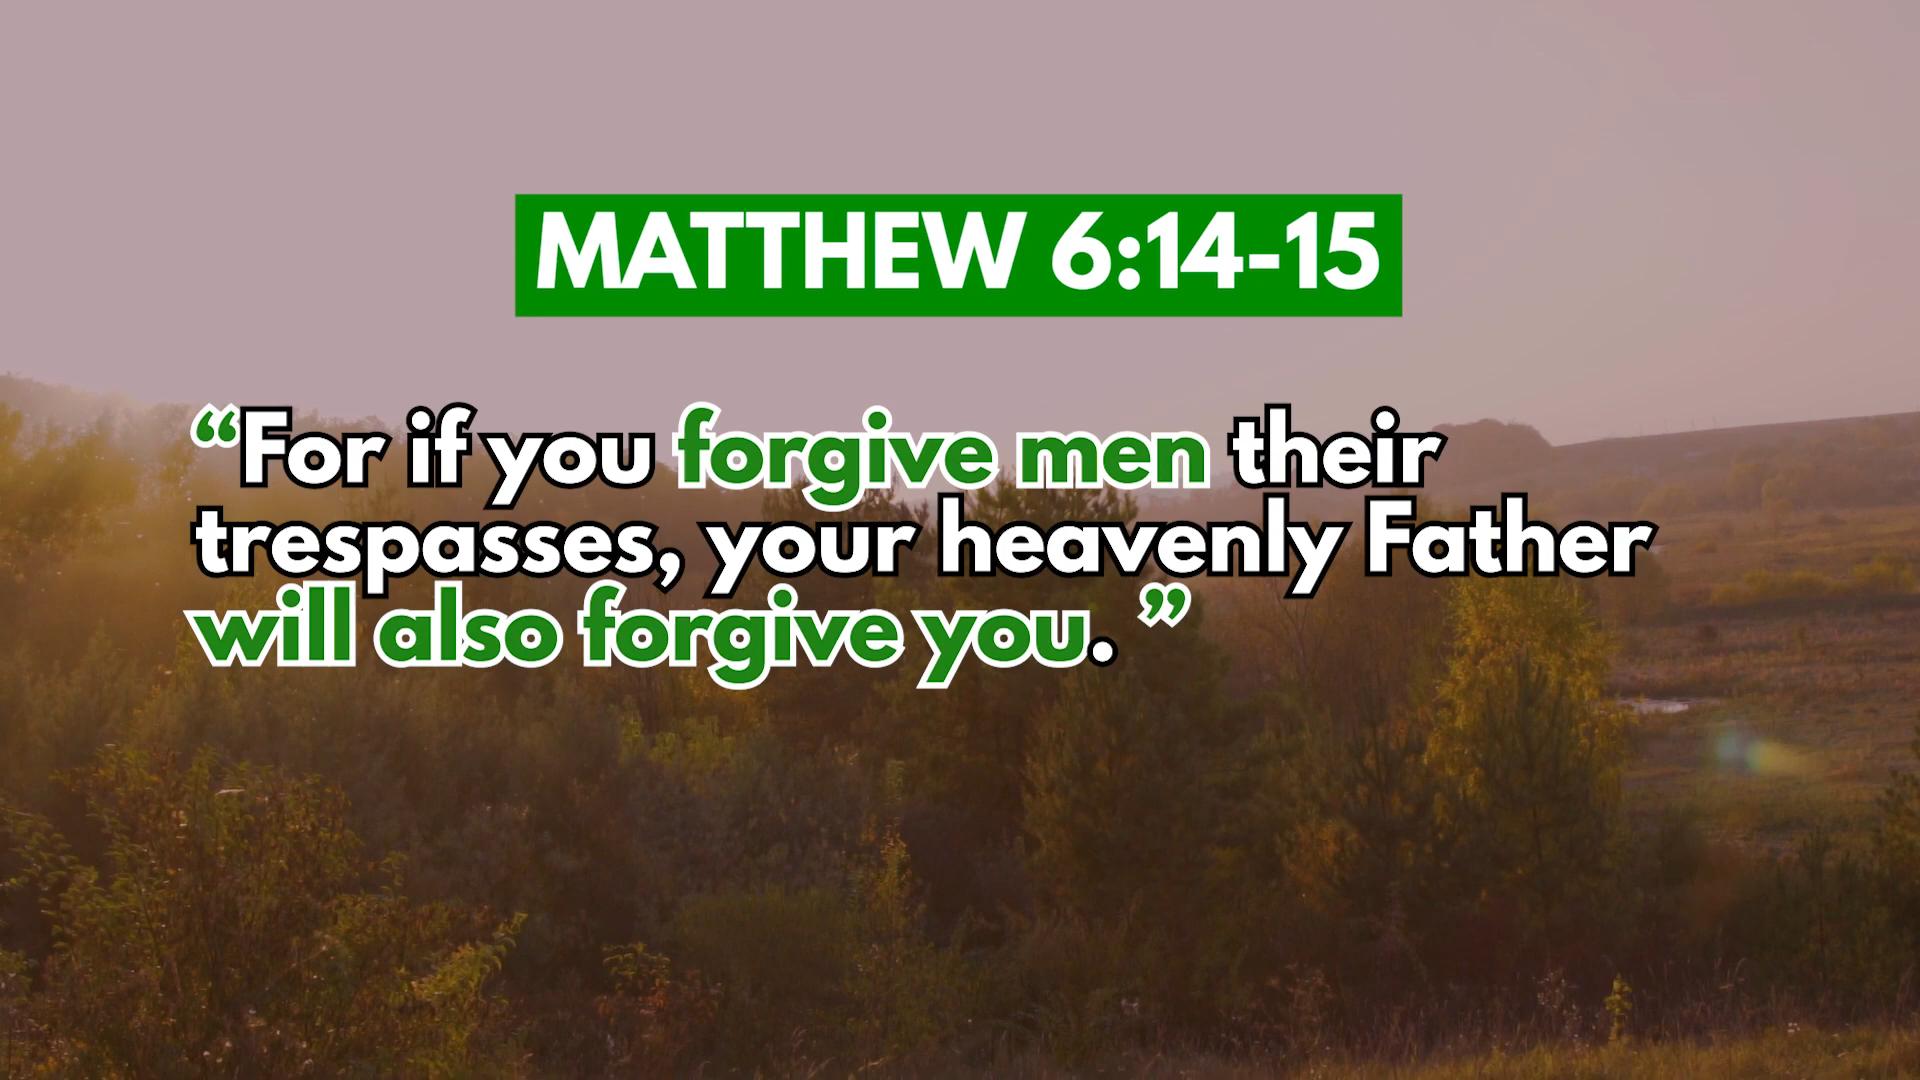 MATTHEW 6:14-15
“For if you forgive men their
trespasses, your heavenly Father
will also forgive you. ”